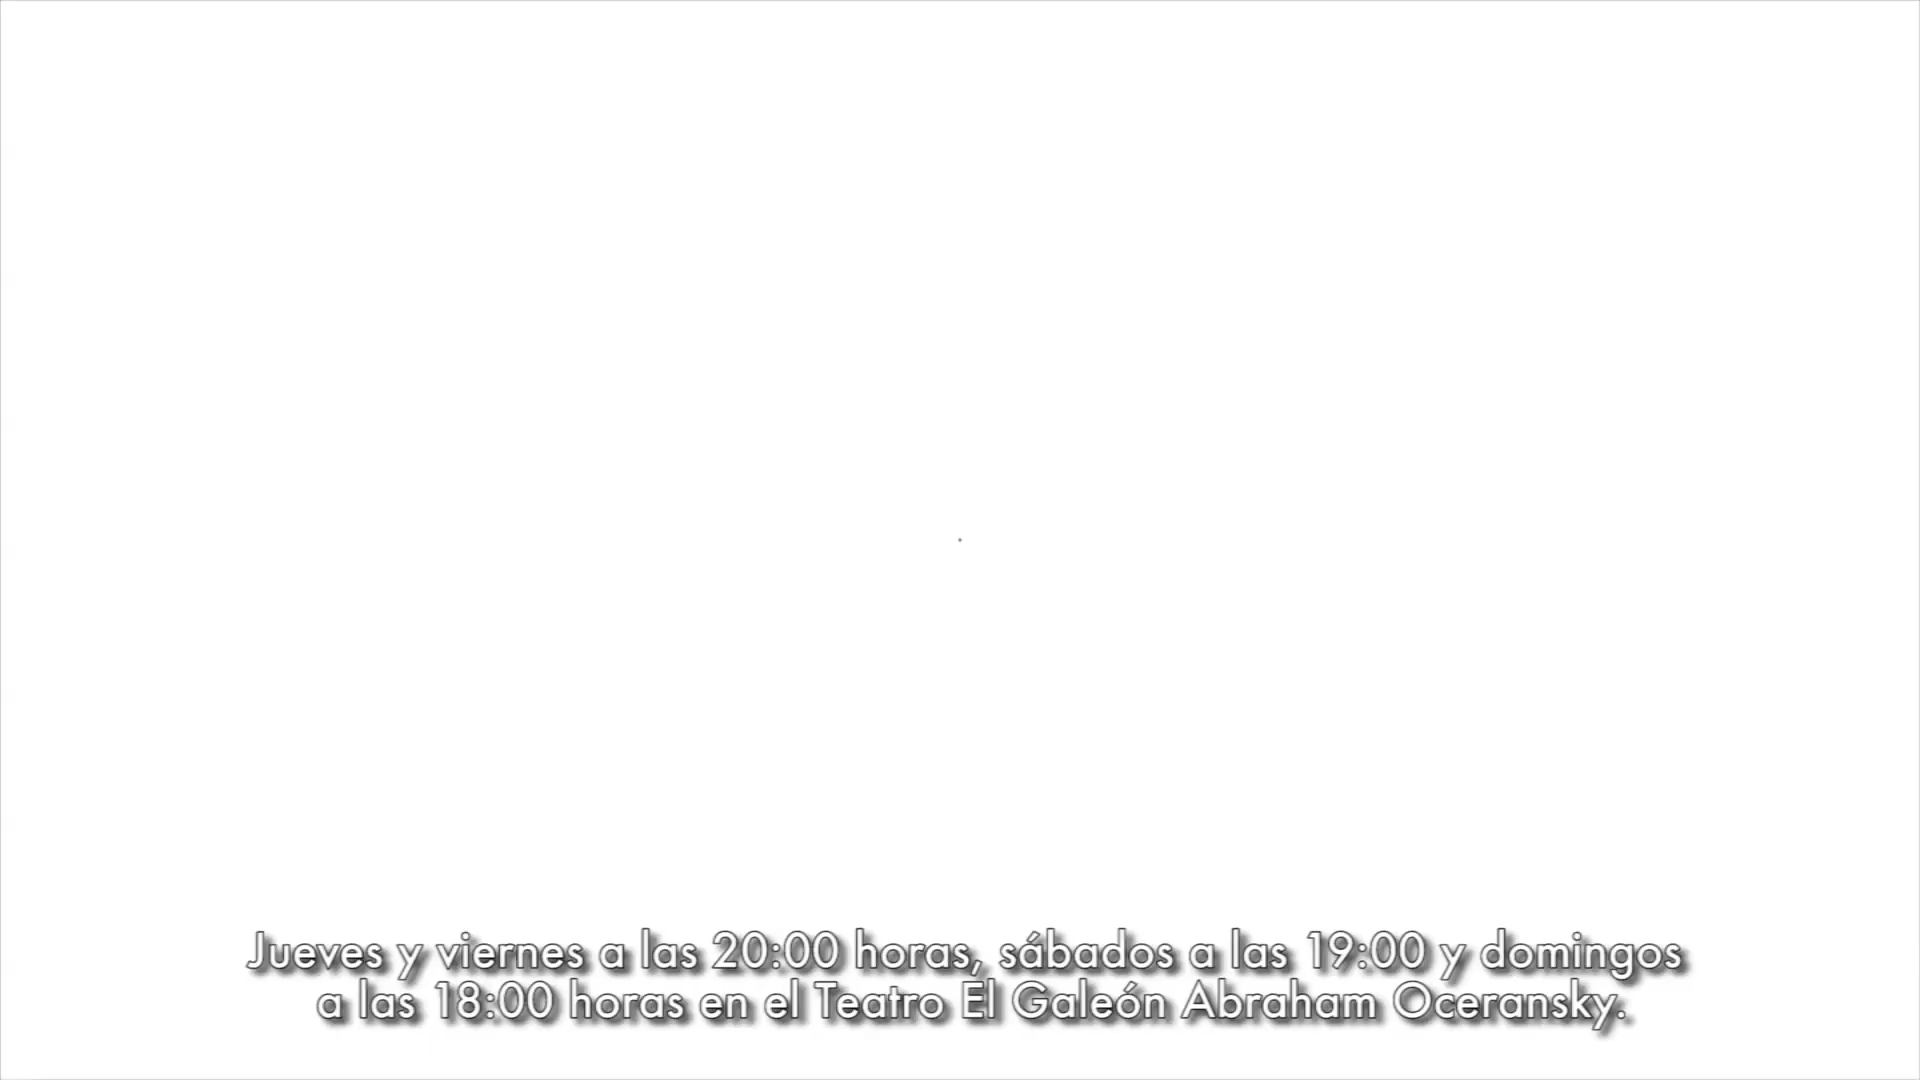 Jueves y viernes a las 20:00 horas, sábados a las 19:00 y domingos
a las 18:00 horas en el Teatro El Galeón Abraham Oceransky.